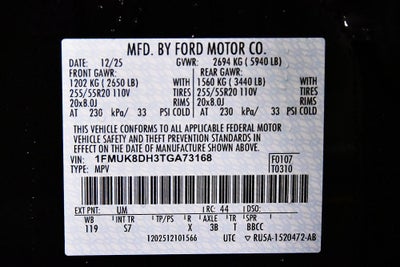 MFD. BY FORD MOTOR CO.
DATE: 12/25 GVWR: 2694 KG ( 5940 LB)
FRONT GAWR: REAR GAWR:
1202 KG ( 2650 LB) WITH 1560 KG ( 3440 LB)
255/55R20 110V TIRES 255/55R20 110V
20x8.0J RIMS 20x8.0J RIMS
AT 230 kPa/ 33 PSI COLD AT 230 kPa/ 33 PSI COLD
THIS VEHICLE CONFORMS TO ALL APPLICABLE FEDERAL MOTOR
VEHICLE SAFETY AND THEFT PREVENTION STANDARDS IN
EFFECT ON THE DATE OF MANUFACTURE SHOWN ABOVE.
VIN: 1FMUK8DH3TGA73168 F0107
TYPE: MPV T0310
EXT PNT: UM RC: 44 DSO:
WB INT TR TP/PS R AXLE TR SPR
119 S7 X 3B T BBCC
1202512101566 UTC RU5A-1520472-AB